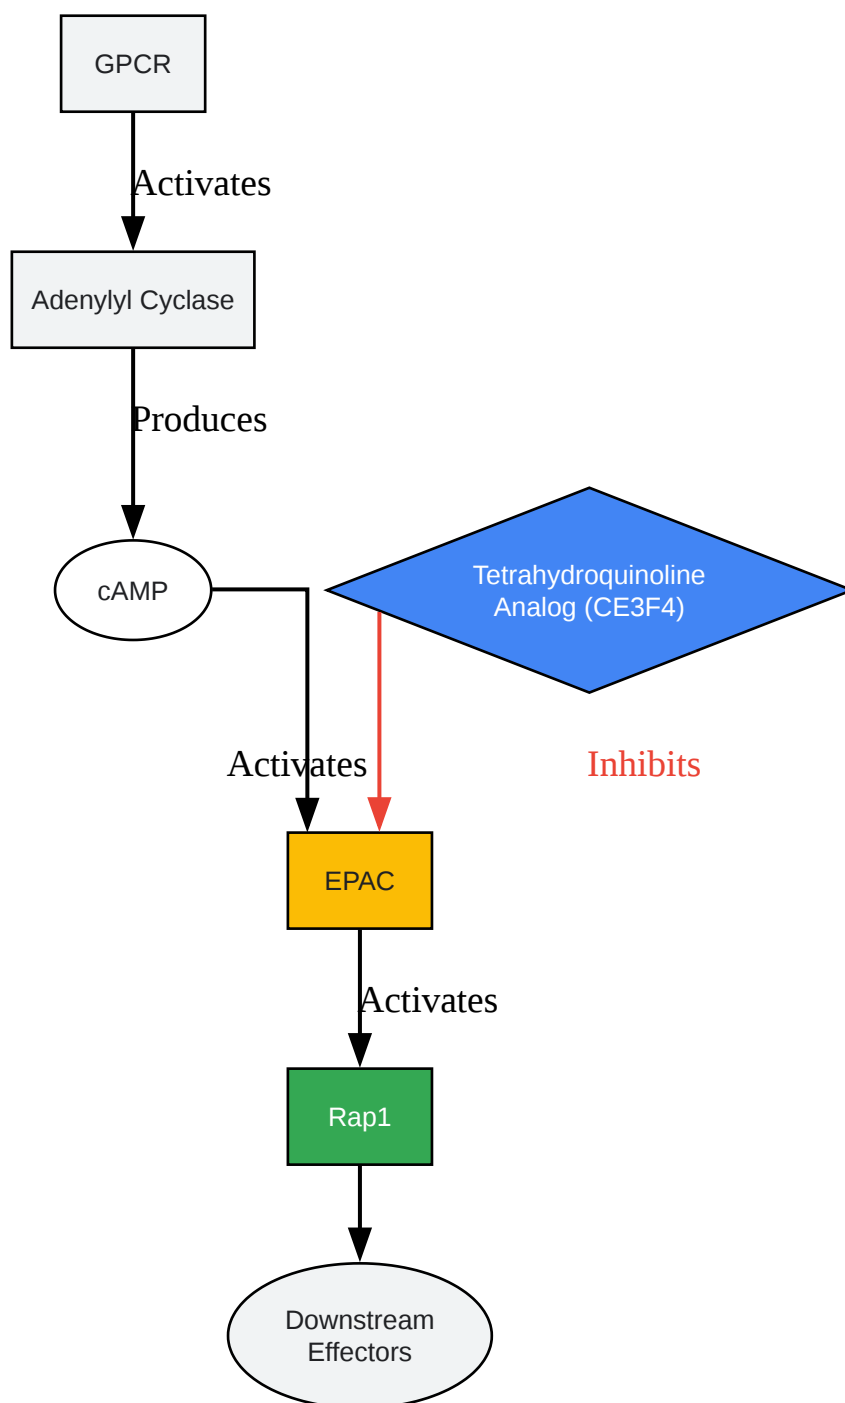 GPCR
Activates
Adenylyl Cyclase
Produces
cAMP
Tetrahydroquinoline
Analog (CE3F4)
Activates
Inhibits
EPAC
Activates
Rap1
Downstream
Effectors